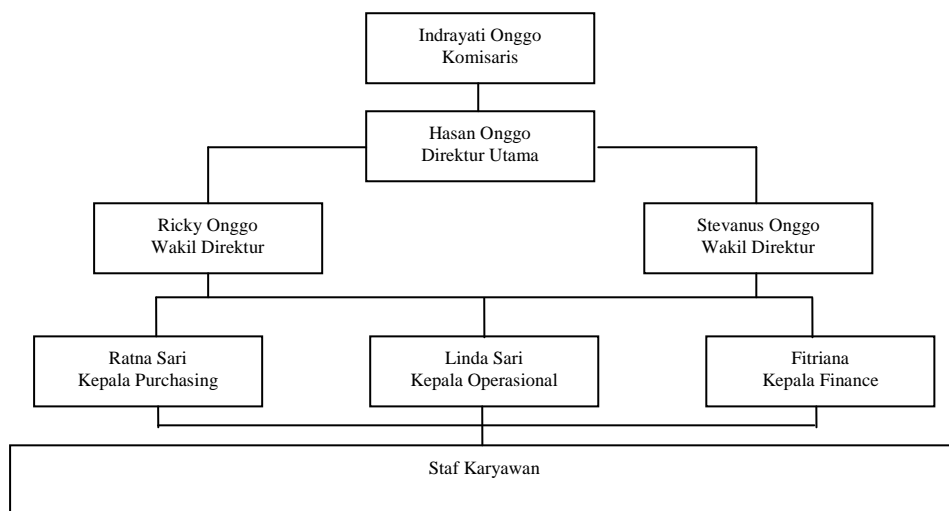 Indrayati Onggo
Komisaris
Hasan Onggo
Direktur Utama
Ricky Onggo
Wakil Direktur
Stevanus Onggo
Wakil Direktur
Ratna Sari
Kepala Purchasing
Linda Sari
Kepala Operasional
Fitriana
Kepala Finance
Staf Karyawan